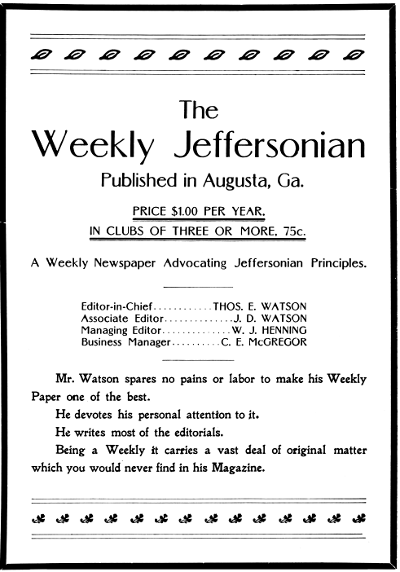 The
Weekly Jeffersonian
Published in Augusta, Ga.
PRICE $1.00 PER YEAR.
IN CLUBS OF THREE OR MORE, 75c.
A Weekly Newspaper Advocating Jeffersonian Principles.
Editor-in-Chief............THOS. E. WATSON
Associate Editor..............J. D. WATSON
Managing Editor..............W. J. HENNING
Business Manager..........C. E. McGREGOR
Mr. Watson spares no pains or labor to make his Weekly
Paper one of the best.
He devotes his personal attention to it.
He writes most of the editorials.
Being a Weekly it carries a vast deal of original matter
which you would never find in his Magazine.